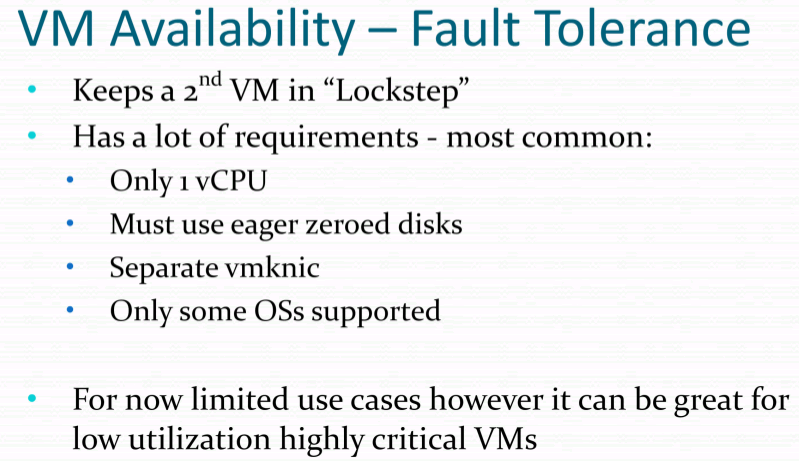 VM Availability – Fault Tolerance
• Keeps a 2nd VM in “Lockstep”
• Has a lot of requirements - most common:
• Only 1 vCPU
• Must use eager zeroed disks
• Separate vmknic
• Only some OSs supported
• For now limited use cases however it can be great for
low utilization highly critical VMs